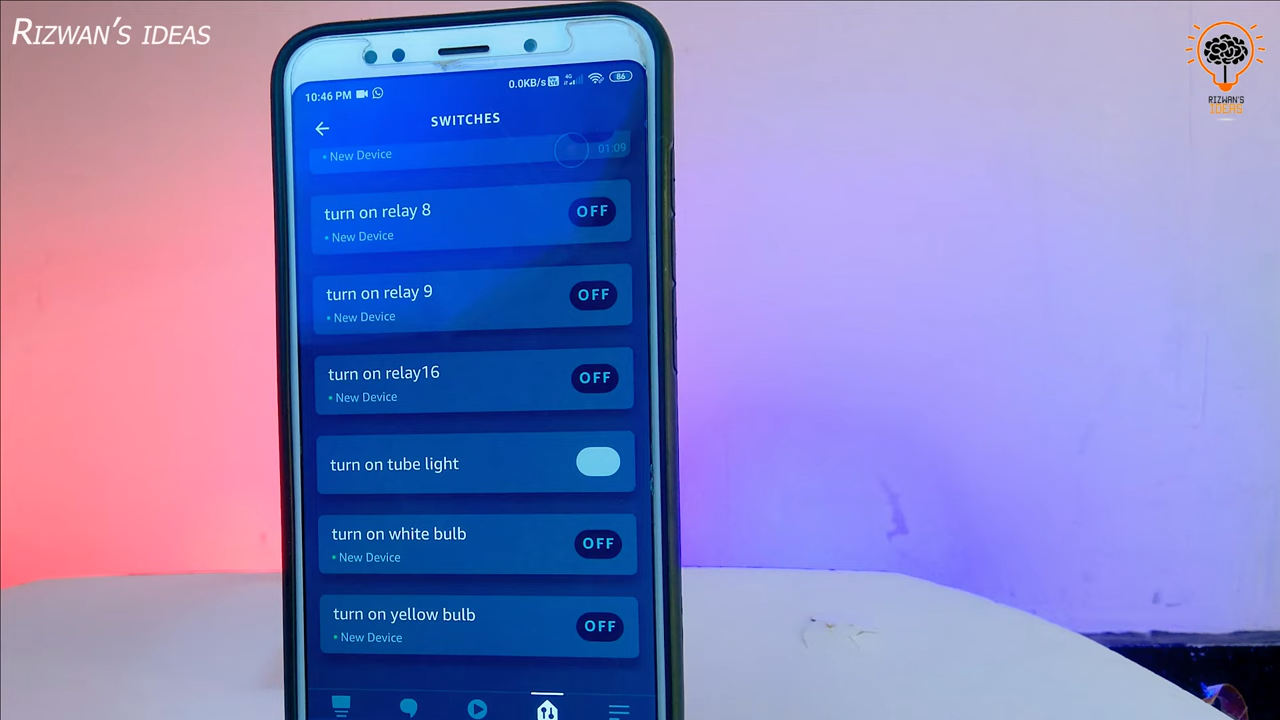 RIZWAN'S IDEAS
RIZWAN'S
IDEAS
10:46 PM
0.0KB/s
4G
86
SWITCHES
• New Device
01:09
turn on relay 8
OFF
• New Device
turn on relay 9
OFF
• New Device
turn on relay16
OFF
• New Device
turn on tube light
turn on white bulb
OFF
• New Device
turn on yellow bulb
OFF
• New Device